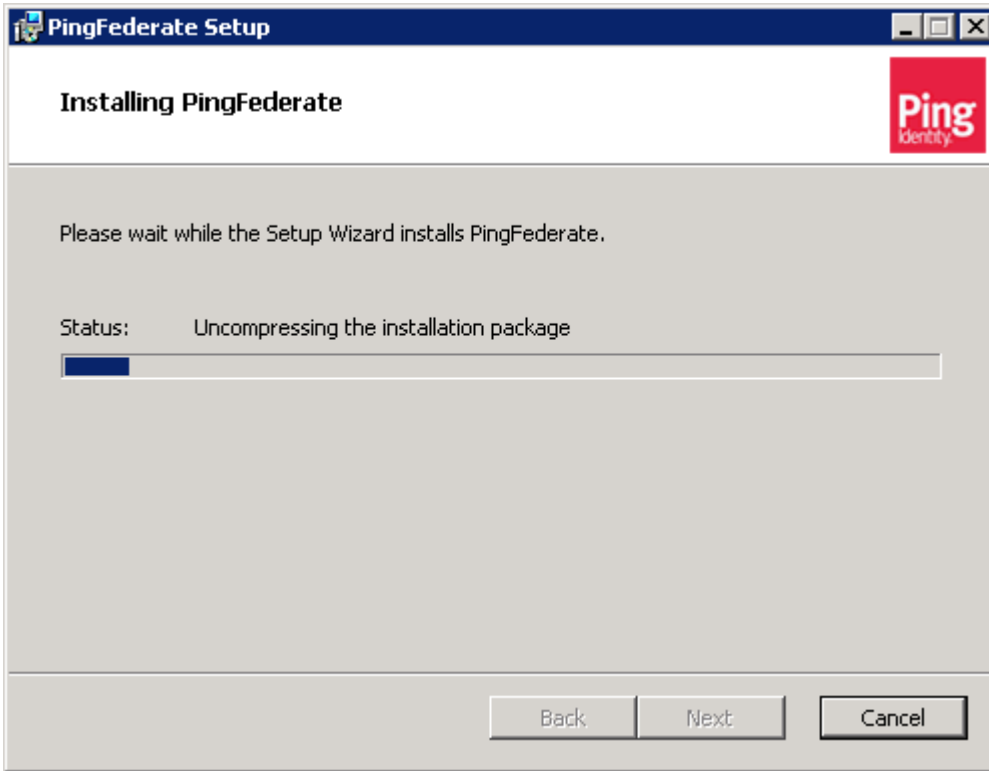 PingFederate Setup
Installing PingFederate
Ping
Identity.
Please wait while the Setup Wizard installs PingFederate.
Status: Uncompressing the installation package
Back Next Cancel